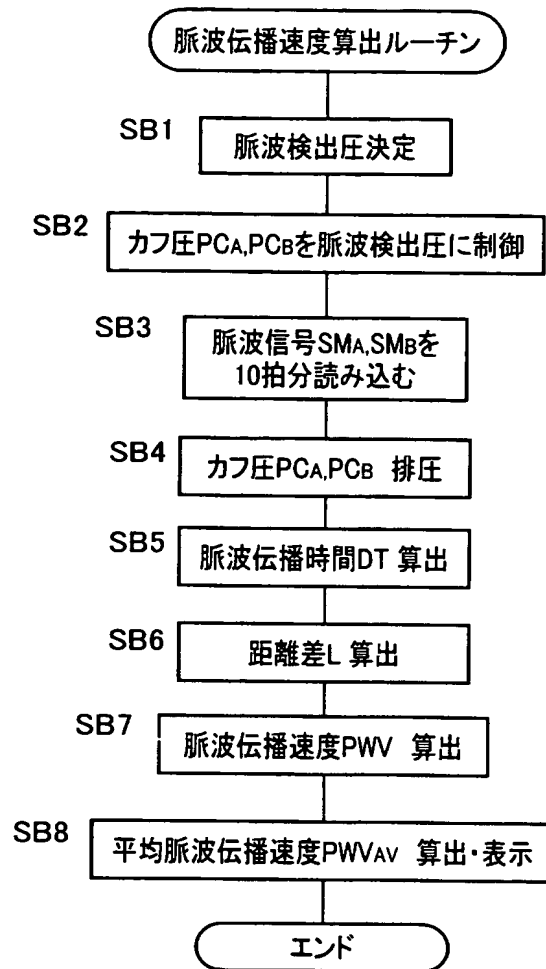 脈波伝播速度算出ルーチン
SB1
脈波検出圧決定
SB2
カフ圧PCA,PCBを脈波検出圧に制御
SB3
脈波信号SMA,SMBを
10拍分読み込む
SB4
カフ圧PCA,PCB 排圧
SB5
脈波伝播時間DT 算出
SB6
距離差L 算出
SB7
脈波伝播速度PWV 算出
SB8
平均脈波伝播速度PWVAV 算出・表示
エンド